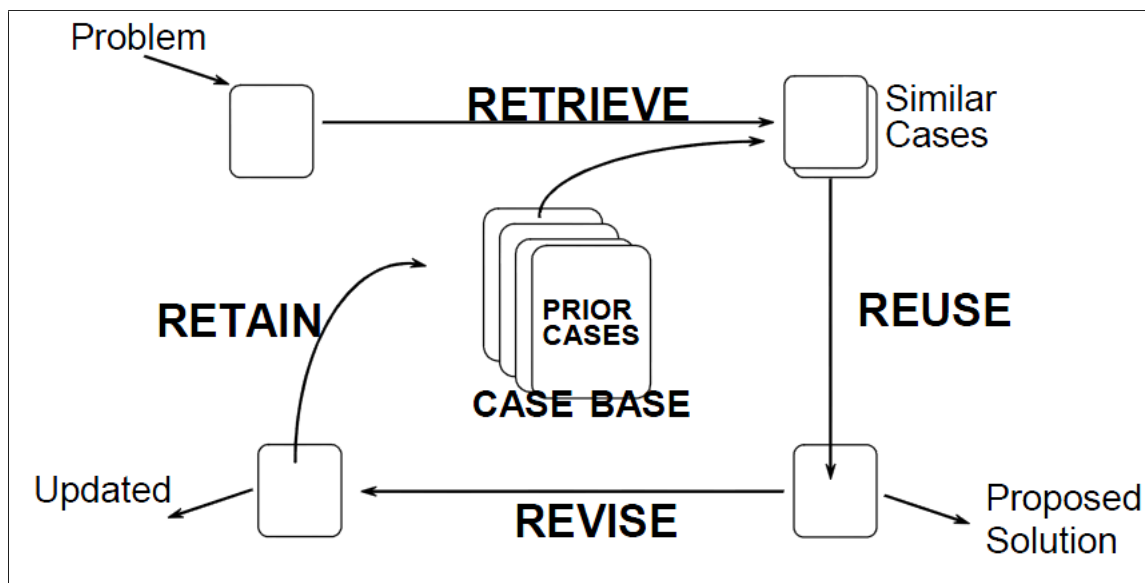 Problem
RETRIEVE
Similar
Cases
PRIOR
CASES
RETAIN
REUSE
CASE BASE
Updated
REVISE
Proposed
Solution